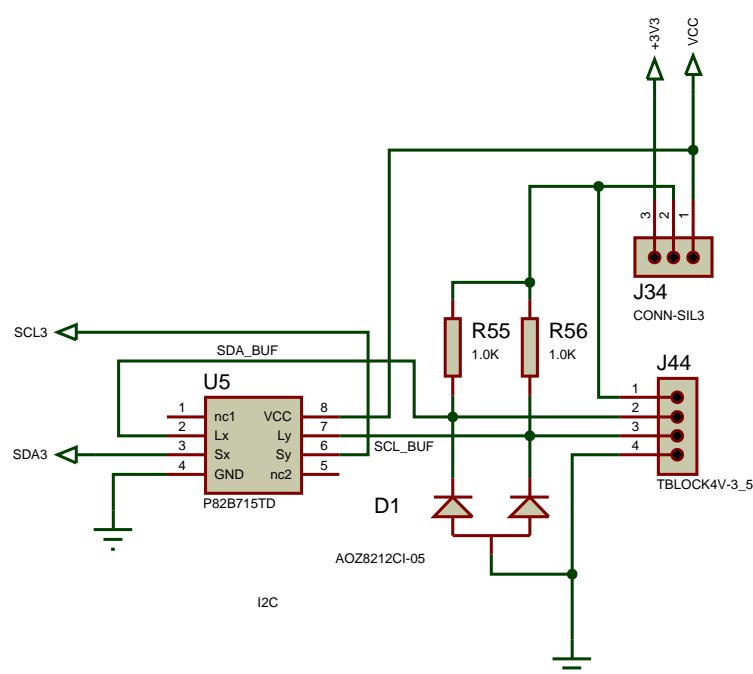 +3V3
VCC
3
2
1
J34
CONN-SIL3
SCL3
SDA_BUF
R55
1.0K
R56
1.0K
J44
U5
1
2
3
4
nc1
Lx
Sx
GND
VCC
Ly
Sy
nc2
8
7
6
5
SDA3
SCL_BUF
1
2
3
4
P82B715TD
TBLOCK4V-3_5
D1
AOZ8212CI-05
I2C